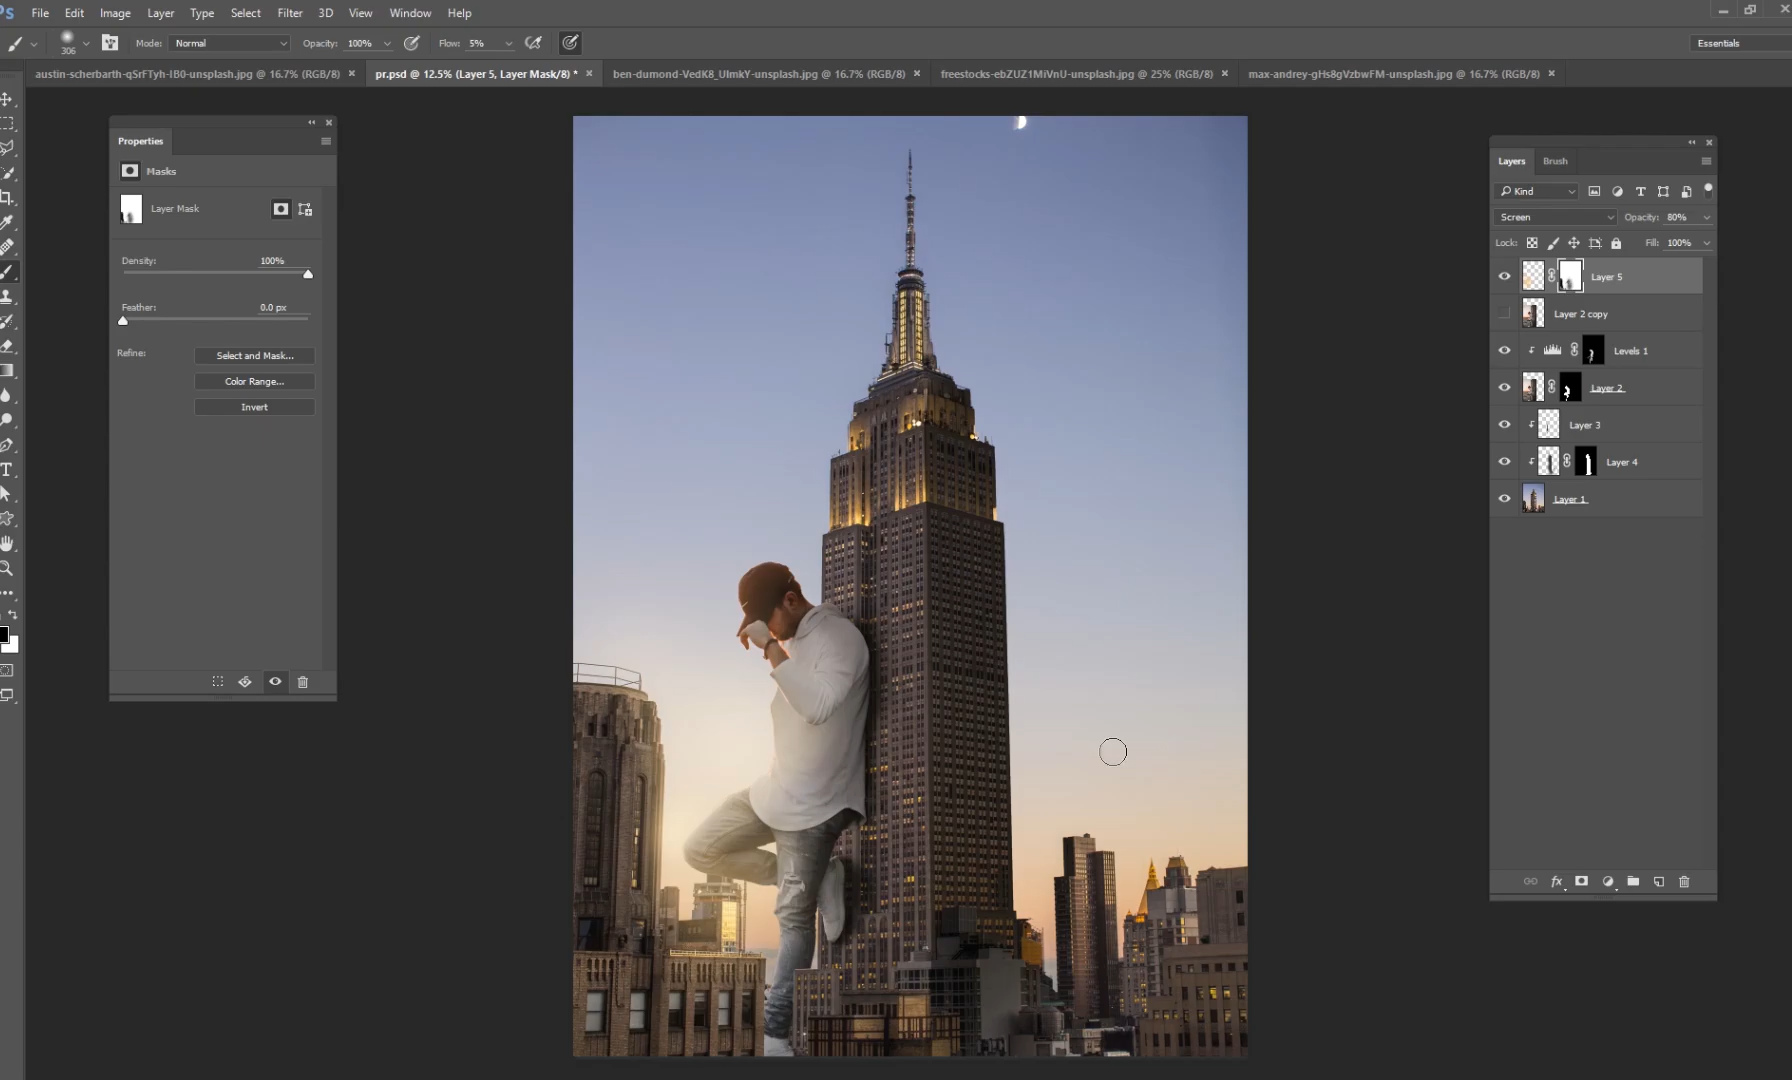 Ps File Edit Image Layer Type Select Filter 3D View Window Help
306 Mode: Normal Opacity: 100% Flow: 5% Essentials
austin-scherbarth-qSrFTyh-IB0-unsplash.jpg @ 16.7% (RGB/8) × pr.psd @ 12.5% (Layer 5, Layer Mask/8) * × ben-dumond-VedK8_UlmkY-unsplash.jpg @ 16.7% (RGB/8) × freestocks-ebZUZ1MiVnU-unsplash.jpg @ 25% (RGB/8) × max-andrey-gHs8gVzbwFM-unsplash.jpg @ 16.7% (RGB/8) ×
Properties
Masks
Layer Mask
Density: 100%
Feather: 0.0 px
Refine: Select and Mask...
Color Range...
Invert
Layers Brush
Kind
Screen Opacity: 80%
Lock: Fill: 100%
Layer 5
Layer 2 copy
Levels 1
Layer 2
Layer 3
Layer 4
Layer 1